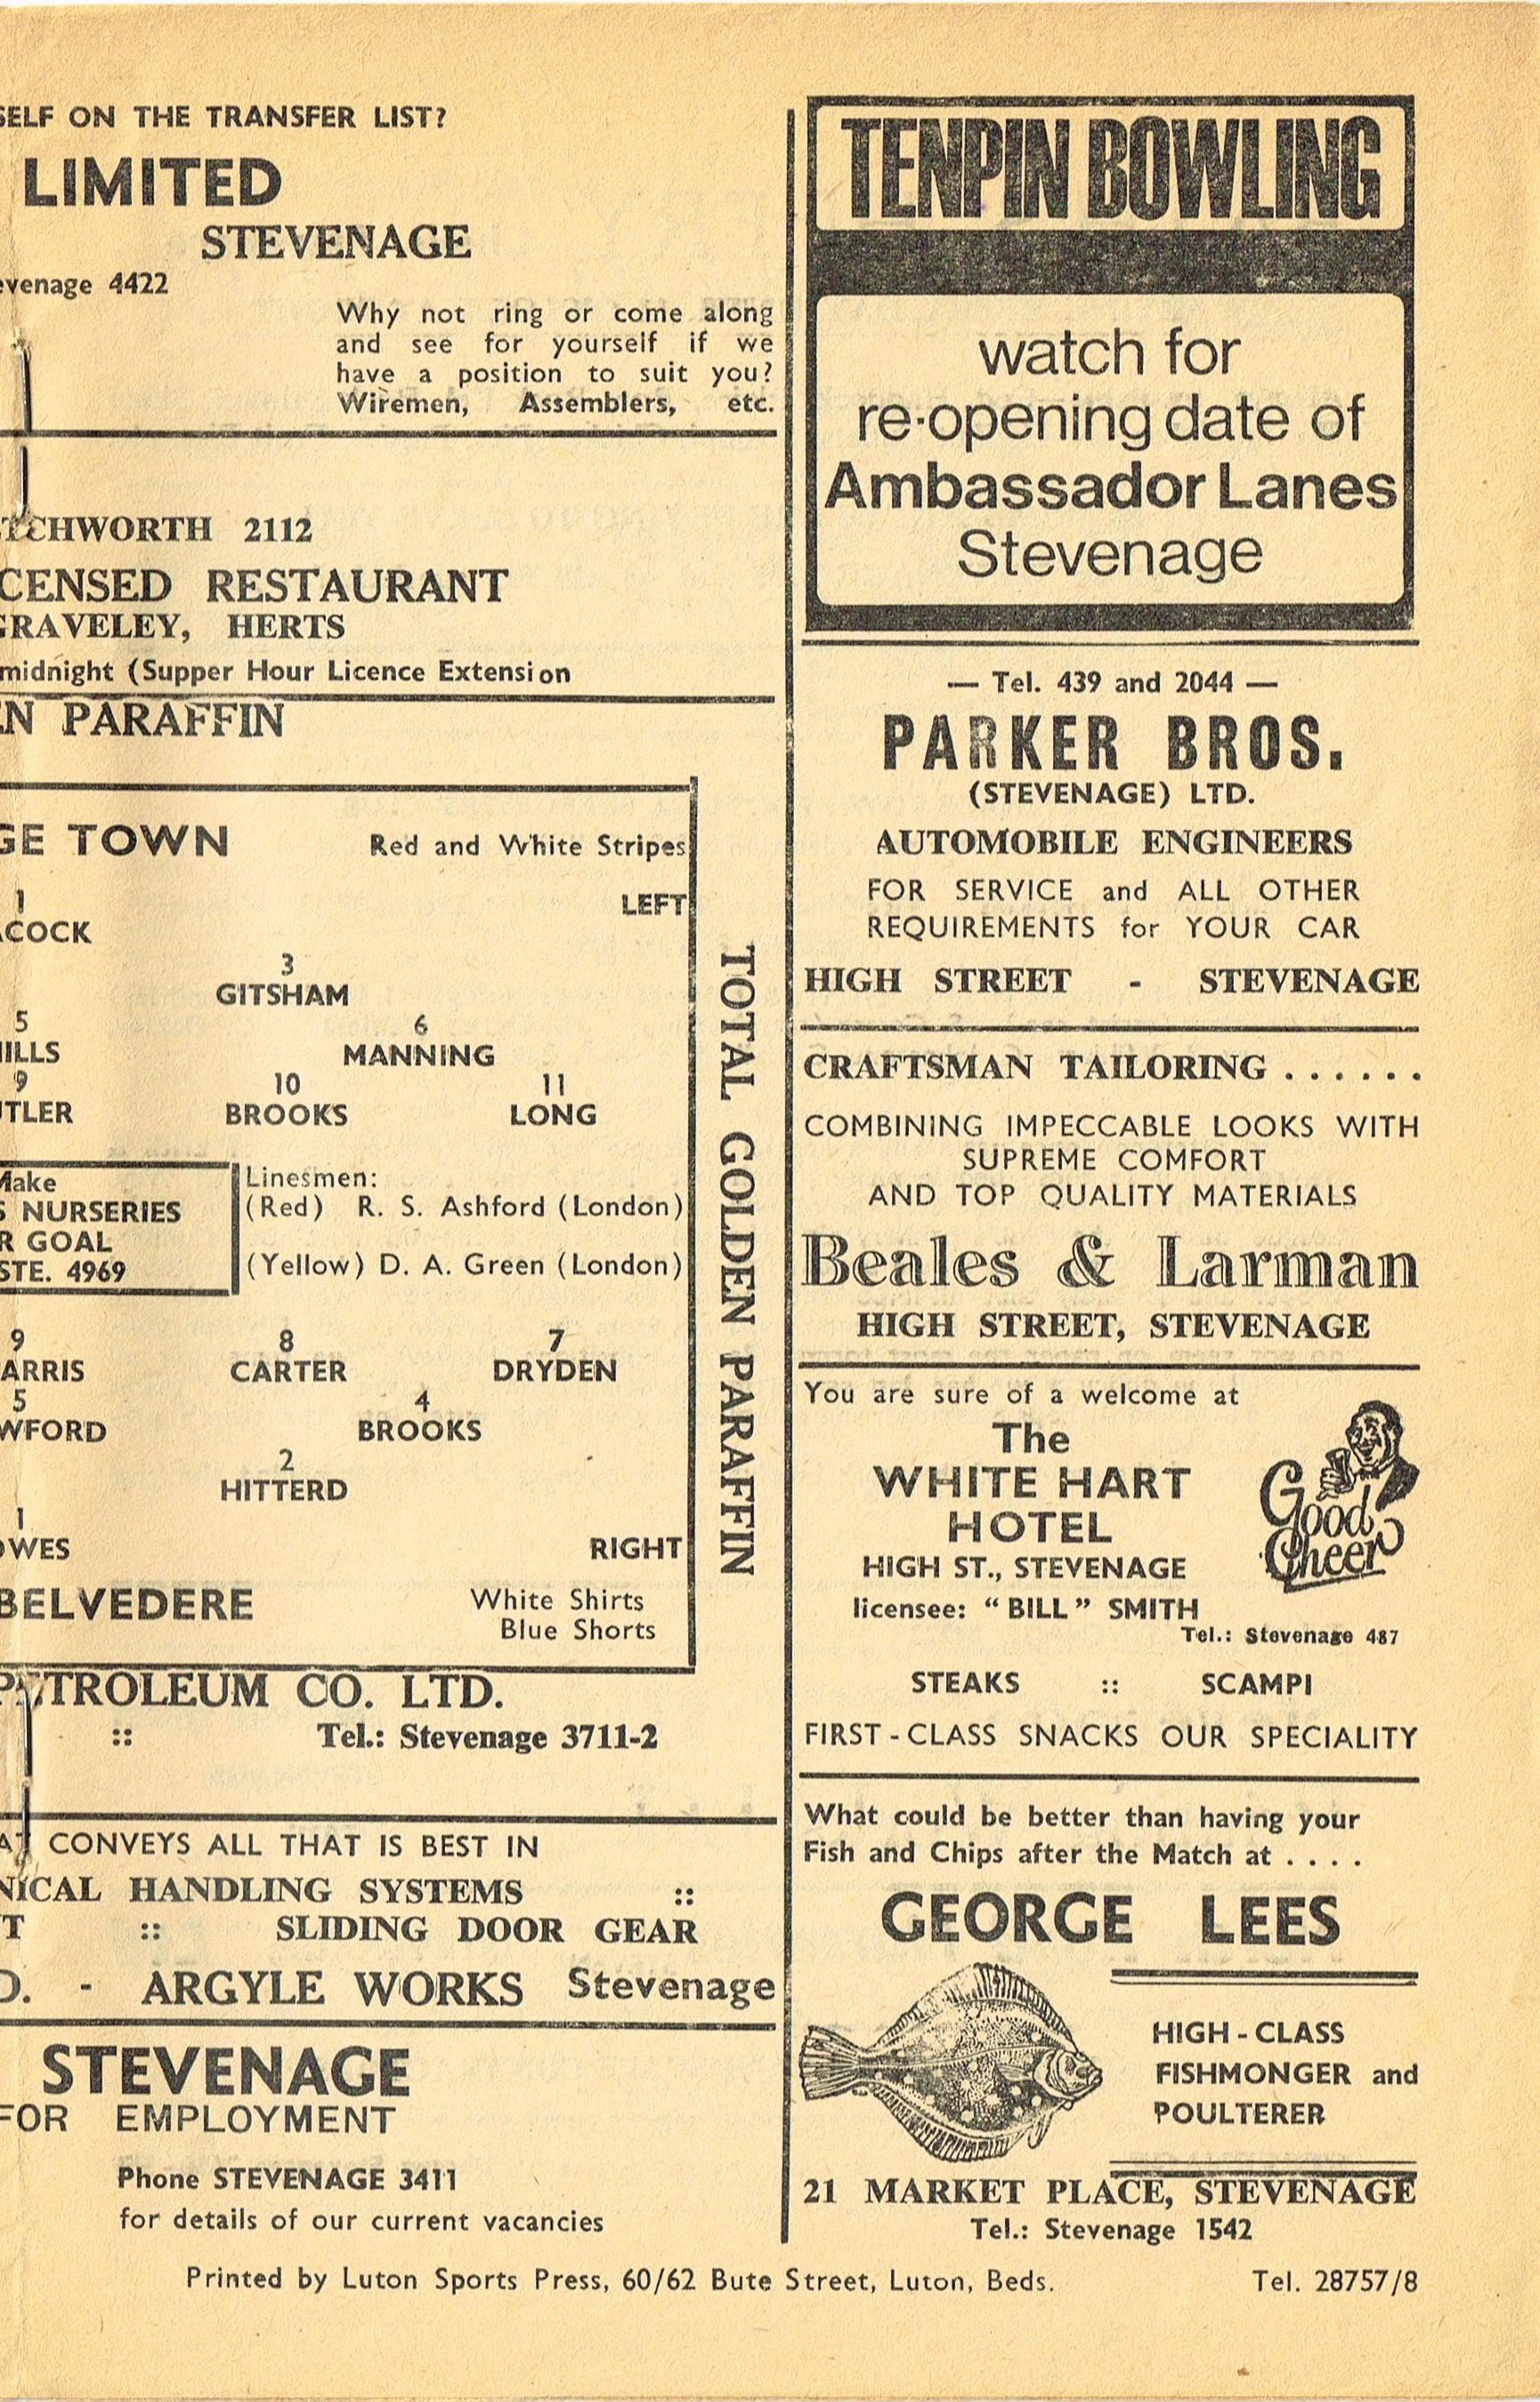 SELF ON THE TRANSFER LIST?
LIMITED
STEVENAGE
evenage 4422
Why not ring or come along
and see for yourself if we
have a position to suit you?
Wiremen, Assemblers, etc.
TCHWORTH 2112
CENSED RESTAURANT
GRAVELEY, HERTS
midnight (Supper Hour Licence Extension
EN PARAFFIN
GE TOWN Red and White Stripes
1 LEFT
ACOCK
3
GITSHAM
5 6
HILLS MANNING
9 10 11
UTLER BROOKS LONG
Make
S NURSERIES
R GOAL
STE. 4969
Linesmen:
(Red) R. S. Ashford (London)
(Yellow) D. A. Green (London)
9 8 7
ARRIS CARTER DRYDEN
5 4
WFORD BROOKS
2
HITTERD
1
OWES RIGHT
BELVEDERE White Shirts
Blue Shorts
TOTAL GOLDEN PARAFFIN
PETROLEUM CO. LTD.
:: Tel.: Stevenage 3711-2
AT CONVEYS ALL THAT IS BEST IN
NICAL HANDLING SYSTEMS ::
T :: SLIDING DOOR GEAR
D. - ARGYLE WORKS Stevenage
STEVENAGE
FOR EMPLOYMENT
Phone STEVENAGE 3411
for details of our current vacancies
TENPIN BOWLING
watch for
re-opening date of
Ambassador Lanes
Stevenage
— Tel. 439 and 2044 —
PARKER BROS.
(STEVENAGE) LTD.
AUTOMOBILE ENGINEERS
FOR SERVICE and ALL OTHER
REQUIREMENTS for YOUR CAR
HIGH STREET - STEVENAGE
CRAFTSMAN TAILORING ......
COMBINING IMPECCABLE LOOKS WITH
SUPREME COMFORT
AND TOP QUALITY MATERIALS
Beales & Larman
HIGH STREET, STEVENAGE
You are sure of a welcome at
The
WHITE HART
HOTEL
HIGH ST., STEVENAGE
licensee: "BILL" SMITH
Tel.: Stevenage 487
Good
Cheer
STEAKS :: SCAMPI
FIRST-CLASS SNACKS OUR SPECIALITY
What could be better than having your
Fish and Chips after the Match at ....
GEORGE LEES
HIGH-CLASS
FISHMONGER and
POULTERER
21 MARKET PLACE, STEVENAGE
Tel.: Stevenage 1542
Printed by Luton Sports Press, 60/62 Bute Street, Luton, Beds. Tel. 28757/8